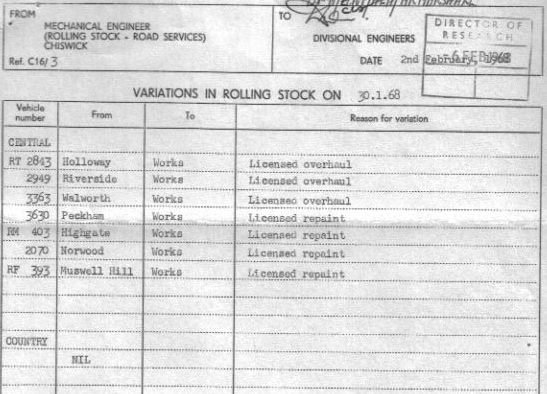 FROM
MECHANICAL ENGINEER
(ROLLING STOCK - ROAD SERVICES)
CHISWICK
Ref. C16/3
TO
DIVISIONAL ENGINEERS
DATE 2nd February, 1968
DIRECTOR OF
RESEARCH
-6 FEB 1968
VARIATIONS IN ROLLING STOCK ON 30.1.68
Vehicle number From To Reason for variation
CENTRAL
RT 2843 Holloway Works Licensed overhaul
2949 Riverside Works Licensed overhaul
3363 Walworth Works Licensed overhaul
3630 Peckham Works Licensed repaint
RM 403 Highgate Works Licensed repaint
2070 Norwood Works Licensed repaint
RF 393 Muswell Hill Works Licensed repaint
COUNTRY
NIL